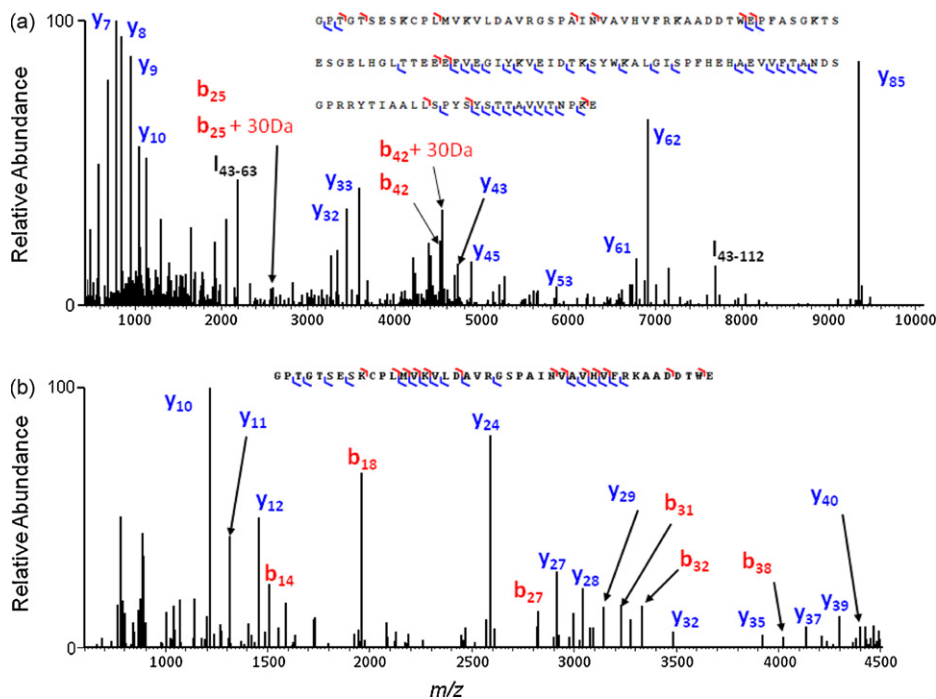 (a) 100 GPTGTSESKCPLMVKVLDAVRGSPAINVAVHVFRKAADDTWEPFASGKTS
y7 y8
ESGELHGLTTEEEFVEGIYKVEIDTKSYWKALGISPFHEHAEVVFTANDS
y9 y85
b25 GPRRYTIAALLSPYSYSTTAVVTNPKE
b25 + 30Da y62
y10 b42 + 30Da
I43-63 y33 b42 y43
y32 y61 I43-112
y45 y53
Relative Abundance
0
1000 2000 3000 4000 5000 6000 7000 8000 9000 10000
(b) GPTGTSESKCPLMVKVLDAVRGSPAINVAVHVFRKAADDTWE
100
y10 y11 y24
b18 y29 y40
y12 b31
b14 y27 b32 b38
b27 y28 y32 y35 y37 y39
Relative Abundance
0
1000 1500 2000 2500 3000 3500 4000 4500
m/z